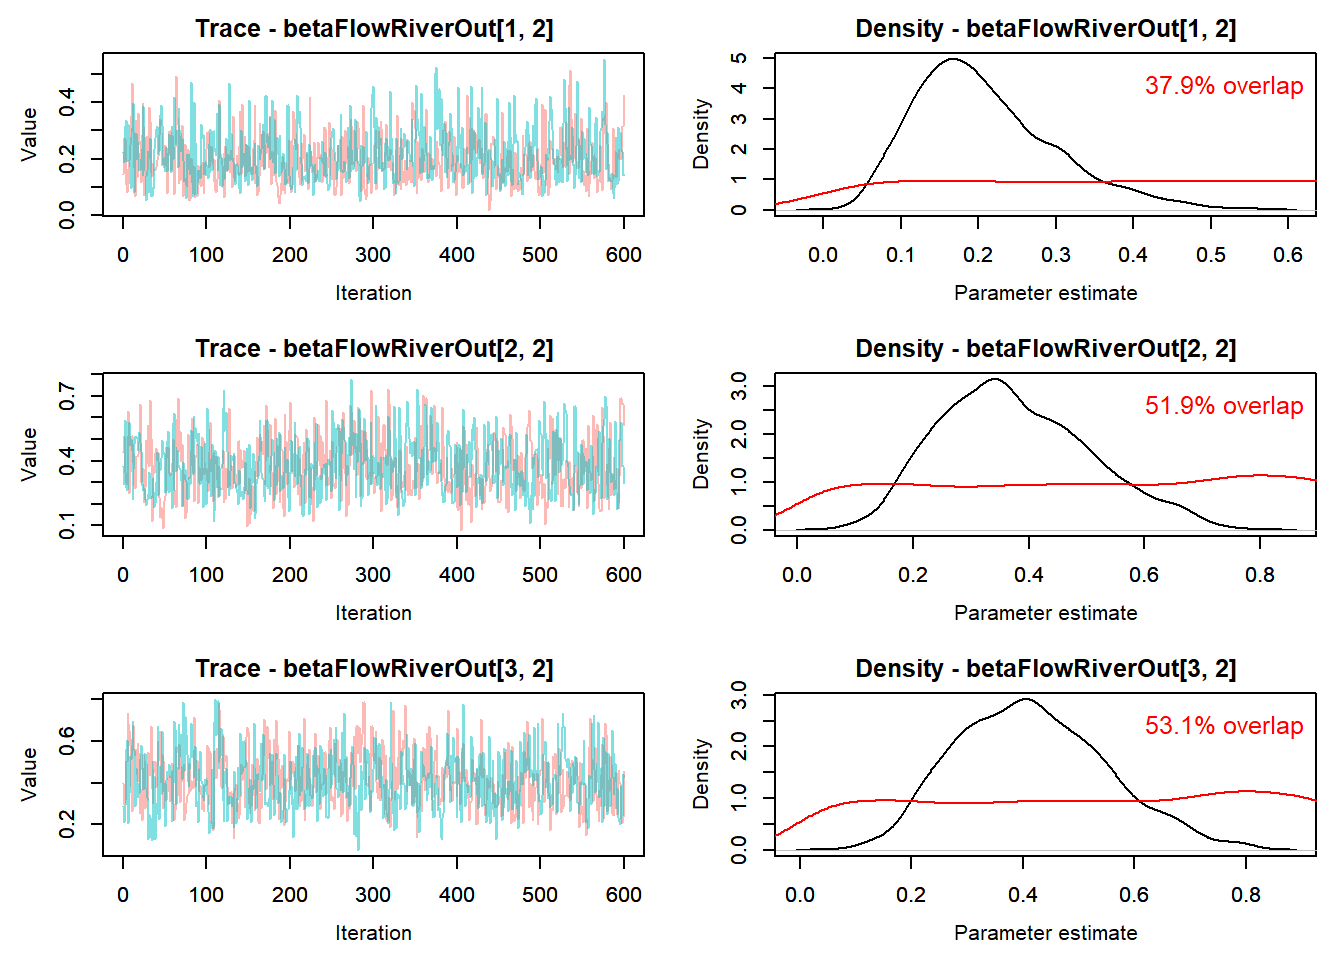 Trace - betaFlowRiverOut[1, 2]
Value
0.0 0.2 0.4
0 100 200 300 400 500 600
Iteration
Density - betaFlowRiverOut[1, 2]
37.9% overlap
Density
0 1 2 3 4 5
0.0 0.1 0.2 0.3 0.4 0.5 0.6
Parameter estimate
Trace - betaFlowRiverOut[2, 2]
Value
0.1 0.4 0.7
0 100 200 300 400 500 600
Iteration
Density - betaFlowRiverOut[2, 2]
51.9% overlap
Density
0.0 1.0 2.0 3.0
0.0 0.2 0.4 0.6 0.8
Parameter estimate
Trace - betaFlowRiverOut[3, 2]
Value
0.2 0.6
0 100 200 300 400 500 600
Iteration
Density - betaFlowRiverOut[3, 2]
53.1% overlap
Density
0.0 1.0 2.0 3.0
0.0 0.2 0.4 0.6 0.8
Parameter estimate